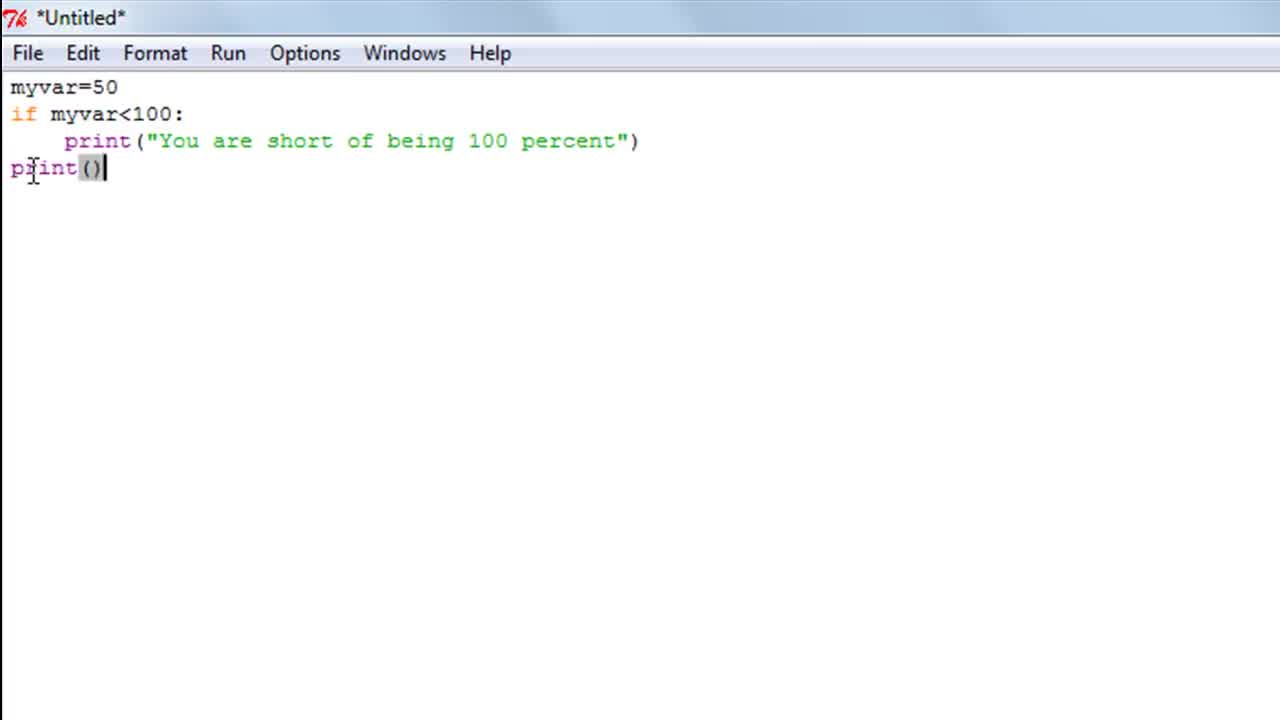 *Untitled*
File Edit Format Run Options Windows Help
myvar=50
if myvar<100:
    print("You are short of being 100 percent")
print()